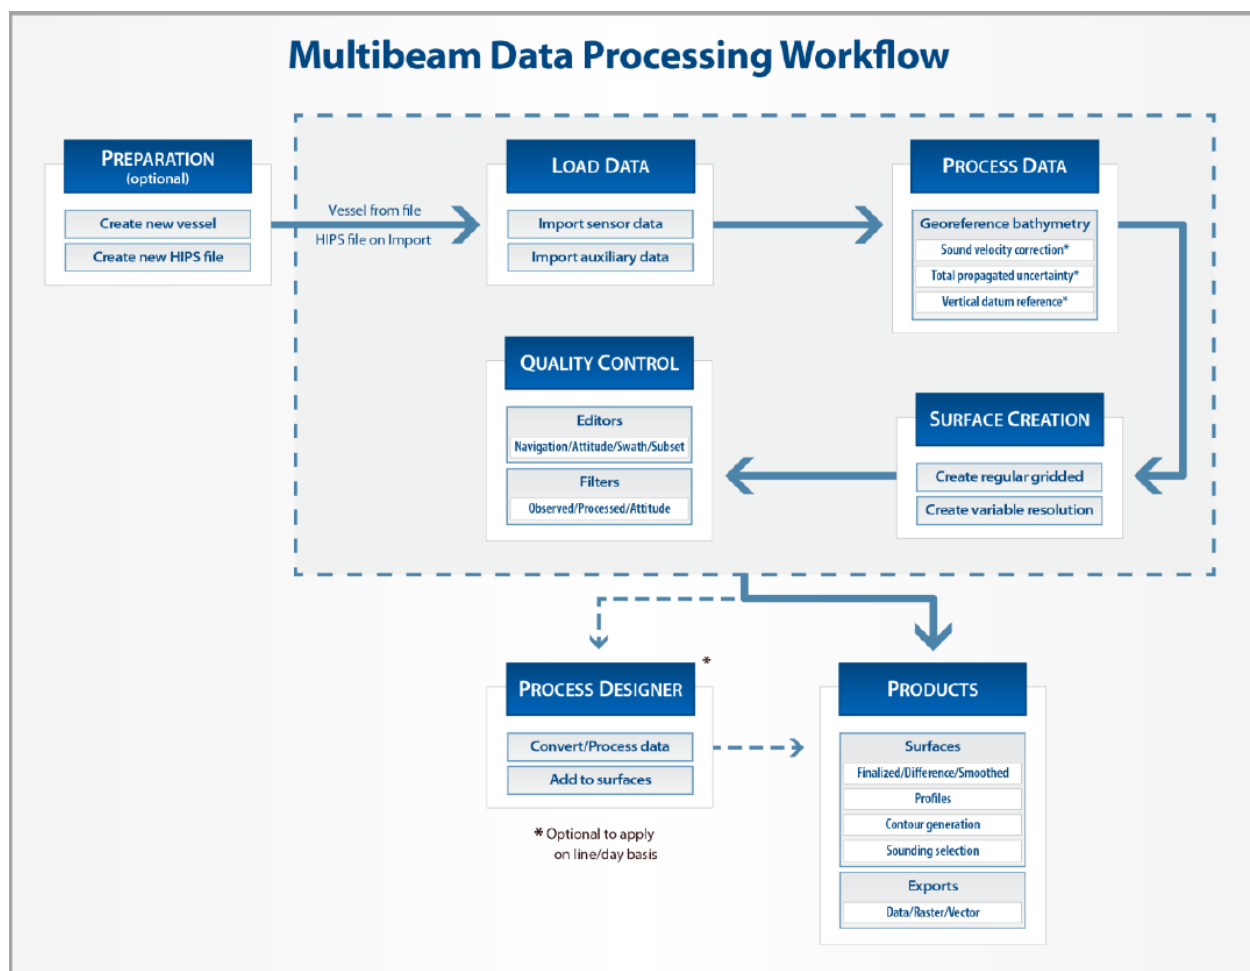 Multibeam Data Processing Workflow
PREPARATION
(optional)
Create new vessel
Create new HIPS file
Vessel from file
HIPS file on Import
LOAD DATA
Import sensor data
Import auxiliary data
PROCESS DATA
Georeference bathymetry
Sound velocity correction*
Total propagated uncertainty*
Vertical datum reference*
QUALITY CONTROL
Editors
Navigation/Attitude/Swath/Subset
Filters
Observed/Processed/Attitude
SURFACE CREATION
Create regular gridded
Create variable resolution
PROCESS DESIGNER
*
Convert/Process data
Add to surfaces
* Optional to apply
on line/day basis
PRODUCTS
Surfaces
Finalized/Difference/Smoothed
Profiles
Contour generation
Sounding selection
Exports
Data/Raster/Vector